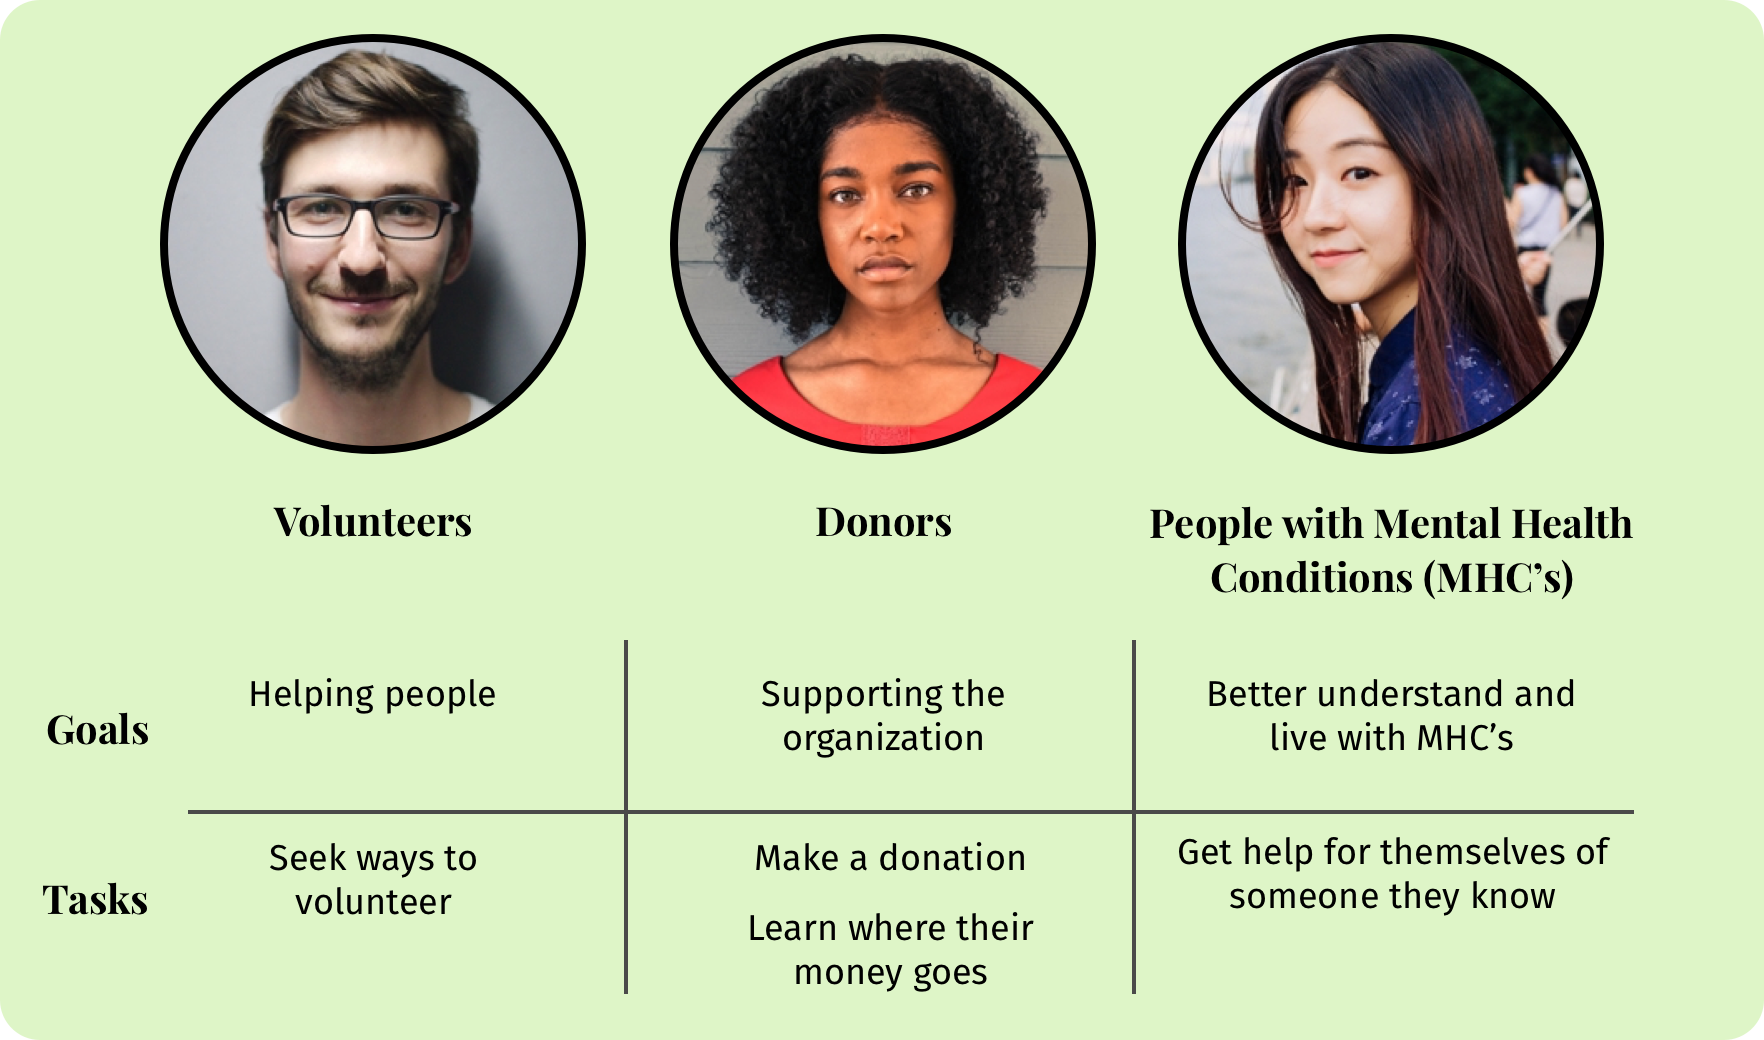 Volunteers
Donors
People with Mental Health
Conditions (MHC’s)
Goals
Helping people
Supporting the
organization
Better understand and
live with MHC’s
Tasks
Seek ways to
volunteer
Make a donation
Learn where their
money goes
Get help for themselves of
someone they know